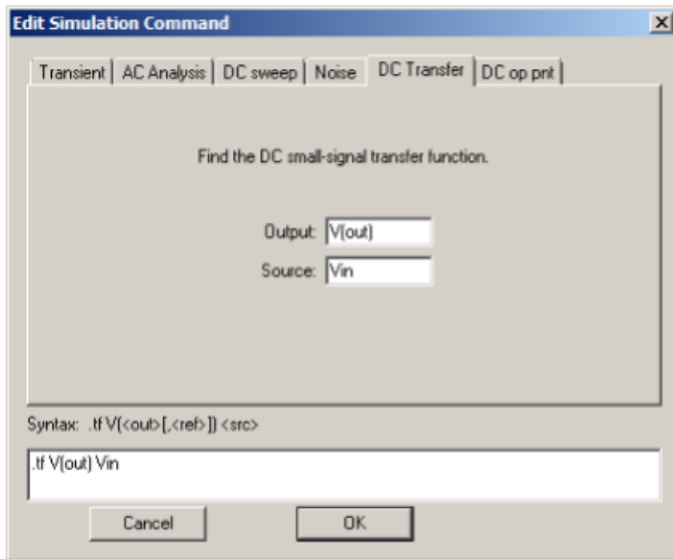 Edit Simulation Command
Transient AC Analysis DC sweep Noise DC Transfer DC op pnt
Find the DC small-signal transfer function.
Output: V(out)
Source: Vin
Syntax: .tf V(<out>[,<ref>]) <src>
.tf V(out) Vin
Cancel OK